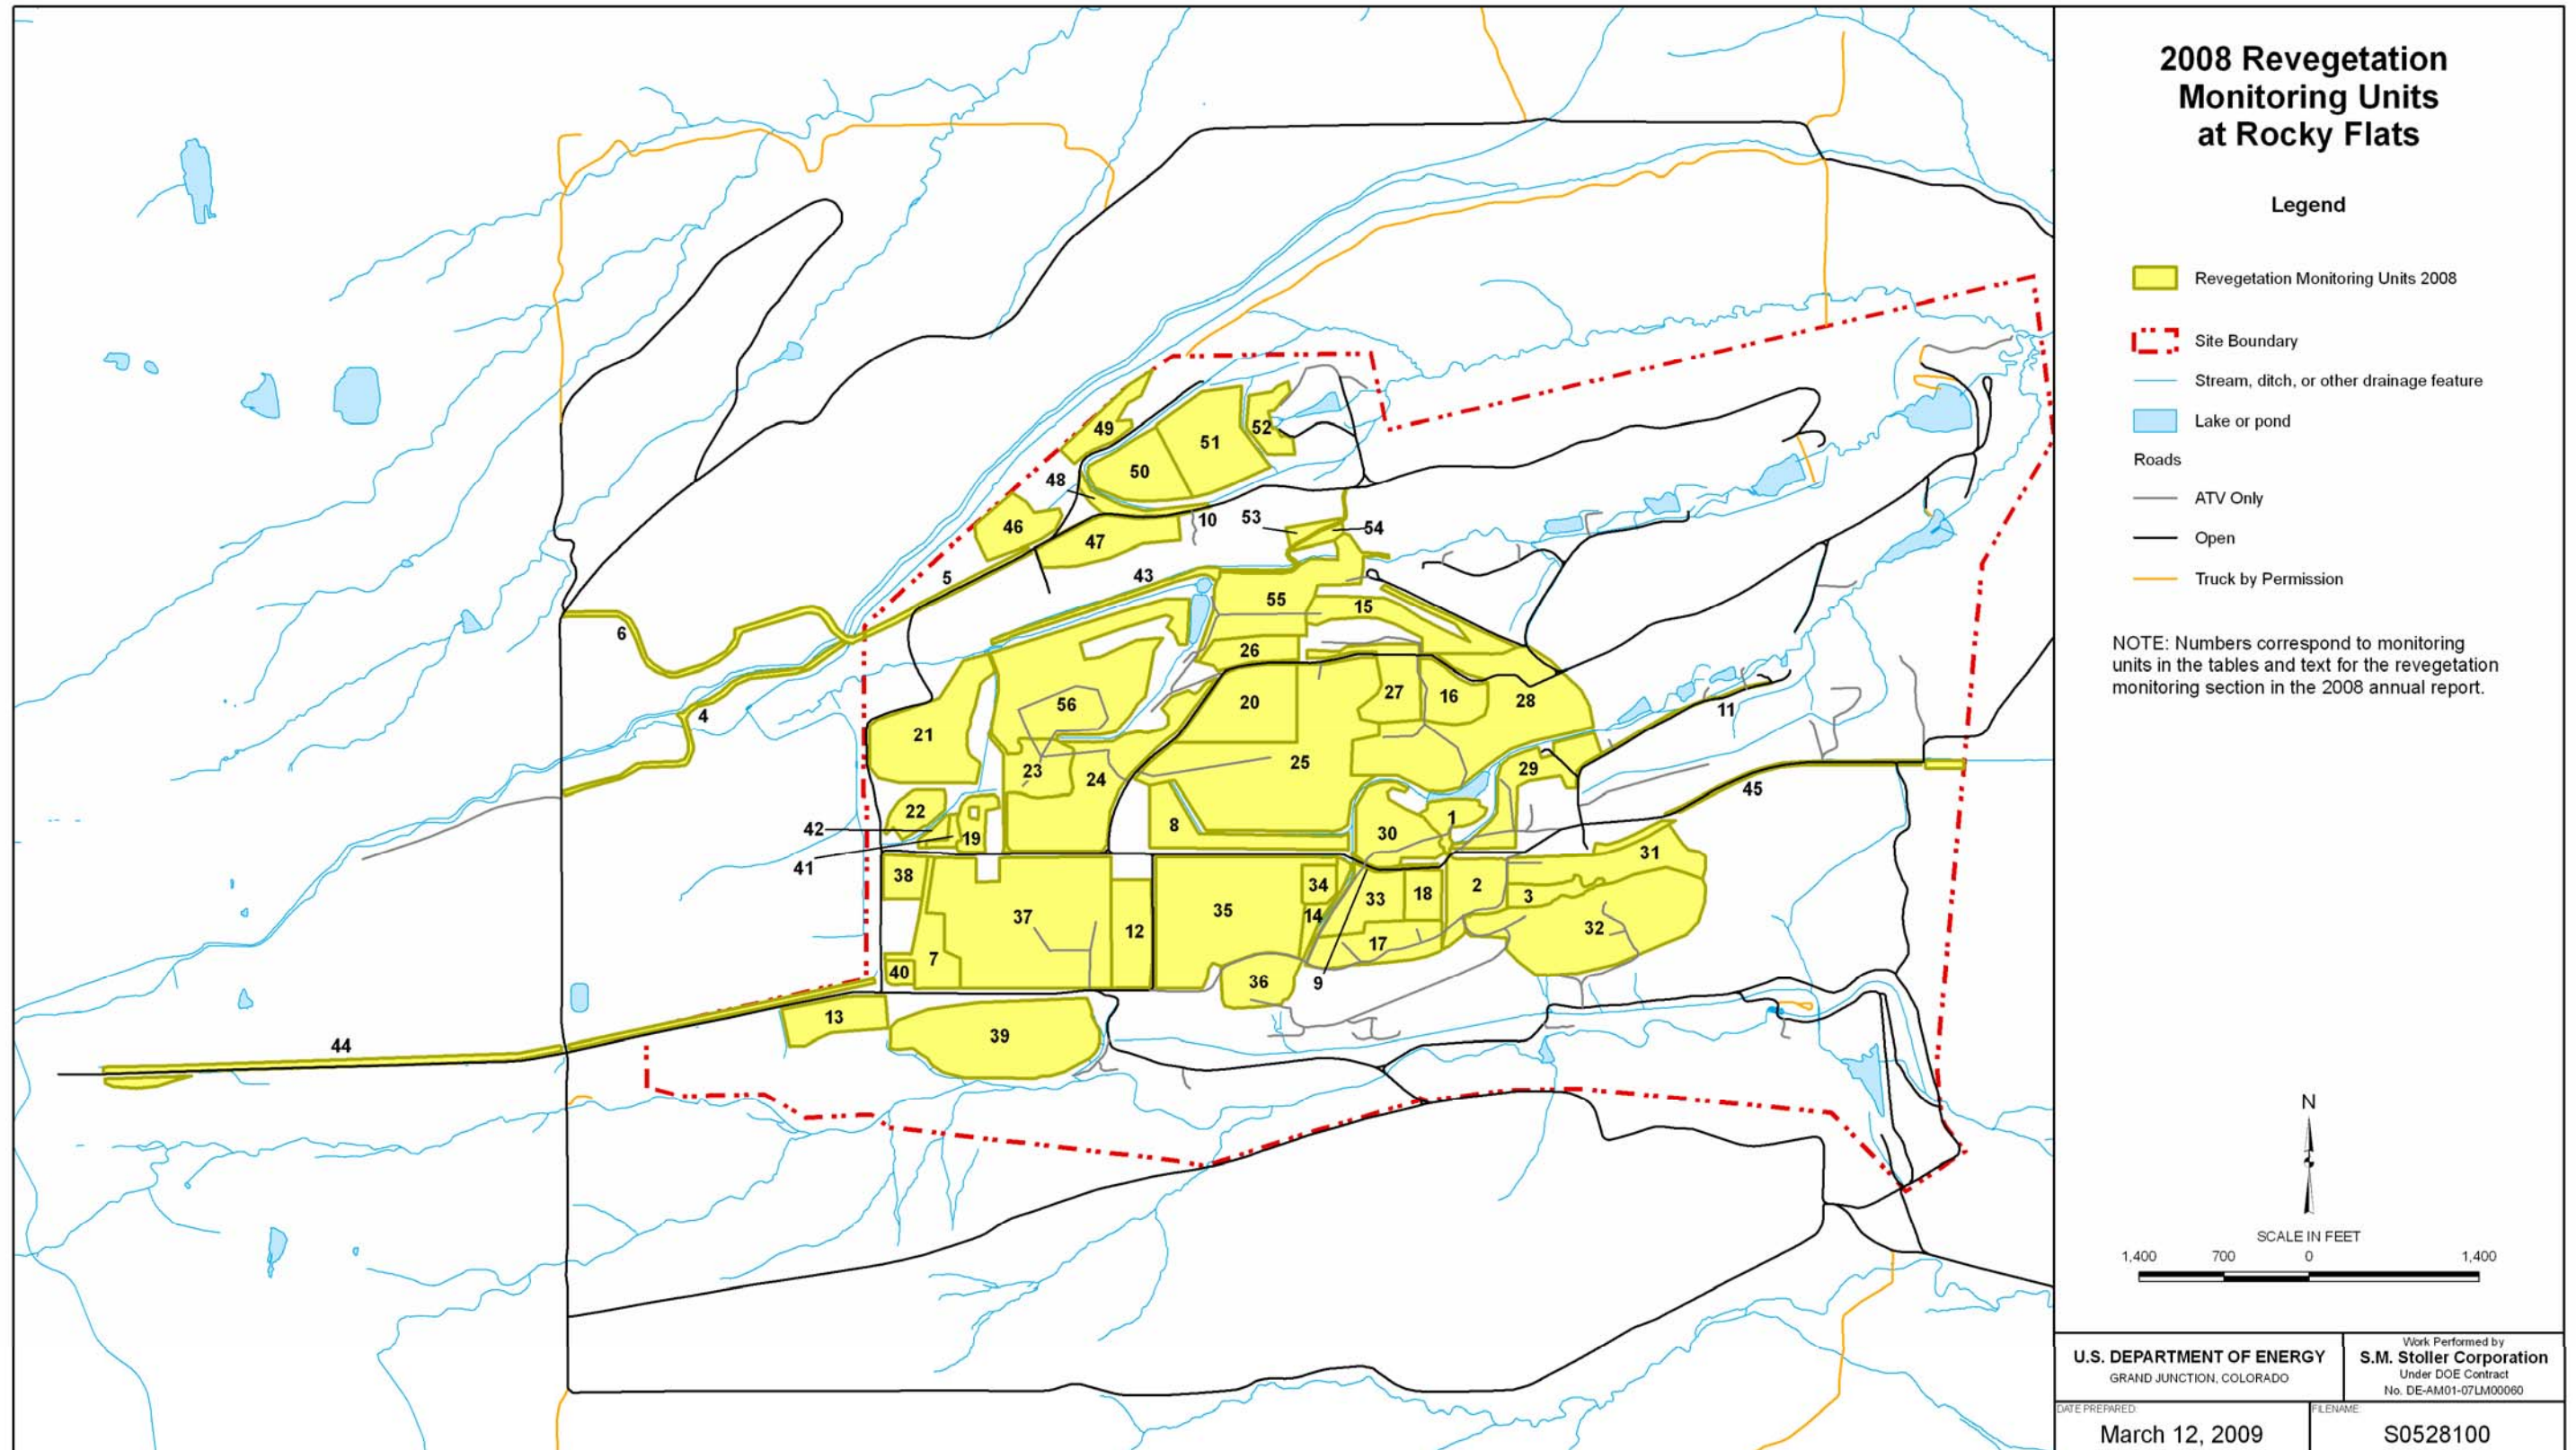 2008 Revegetation
Monitoring Units
at Rocky Flats
Legend
Revegetation Monitoring Units 2008
Site Boundary
Stream, ditch, or other drainage feature
Lake or pond
Roads
ATV Only
Open
Truck by Permission
NOTE: Numbers correspond to monitoring
units in the tables and text for the revegetation
monitoring section in the 2008 annual report.
N
SCALE IN FEET
1,400 700 0 1,400
U.S. DEPARTMENT OF ENERGY
GRAND JUNCTION, COLORADO
Work Performed by
S.M. Stoller Corporation
Under DOE Contract
No. DE-AM01-07LM00060
DATE PREPARED:
March 12, 2009
FILENAME:
S0528100
49
52
51
50
48
46
10
53
54
47
5
43
55
15
6
26
27
16
28
20
56
4
11
21
25
29
23
24
45
22
1
42
8
30
19
41
31
38
34
2
33
18
3
35
37
14
32
12
17
7
40
36
9
13
39
44